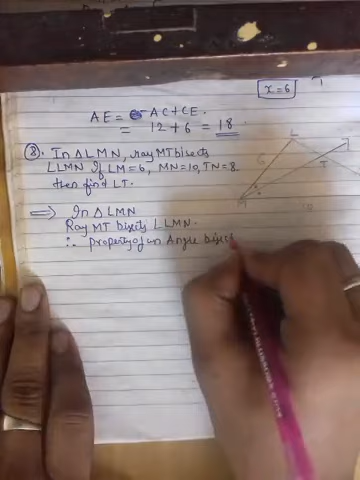 x=6
AE = AC+CE.
= 12+6 = 18
⑧. In △LMN, ray MT bisects
∠LMN If LM=6, MN=10, TN=8
then find LT.
⇒ In △LMN
Ray MT bisects ∠LMN.
∴ property of an Angle bisect
L
6
T
M
10